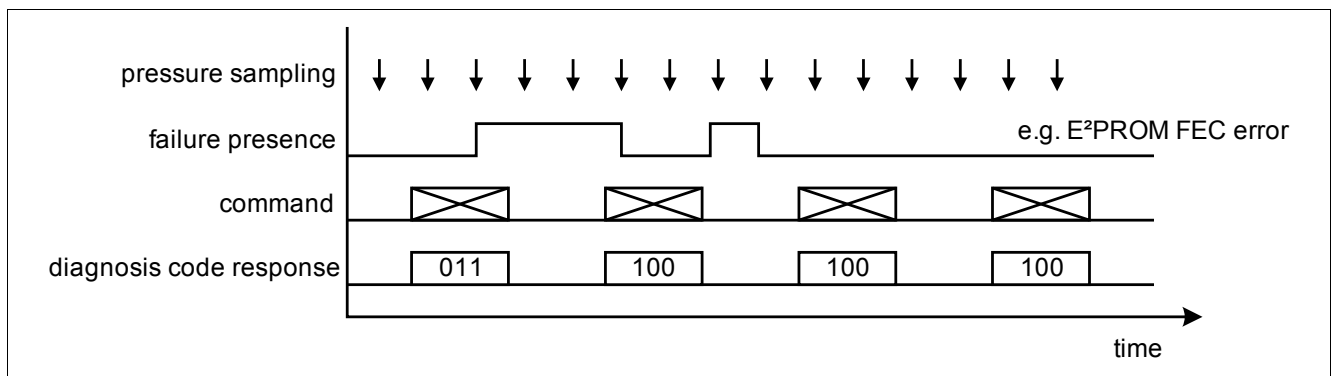 pressure sampling
failure presence
e.g. E²PROM FEC error
command
diagnosis code response
011
100
100
100
time